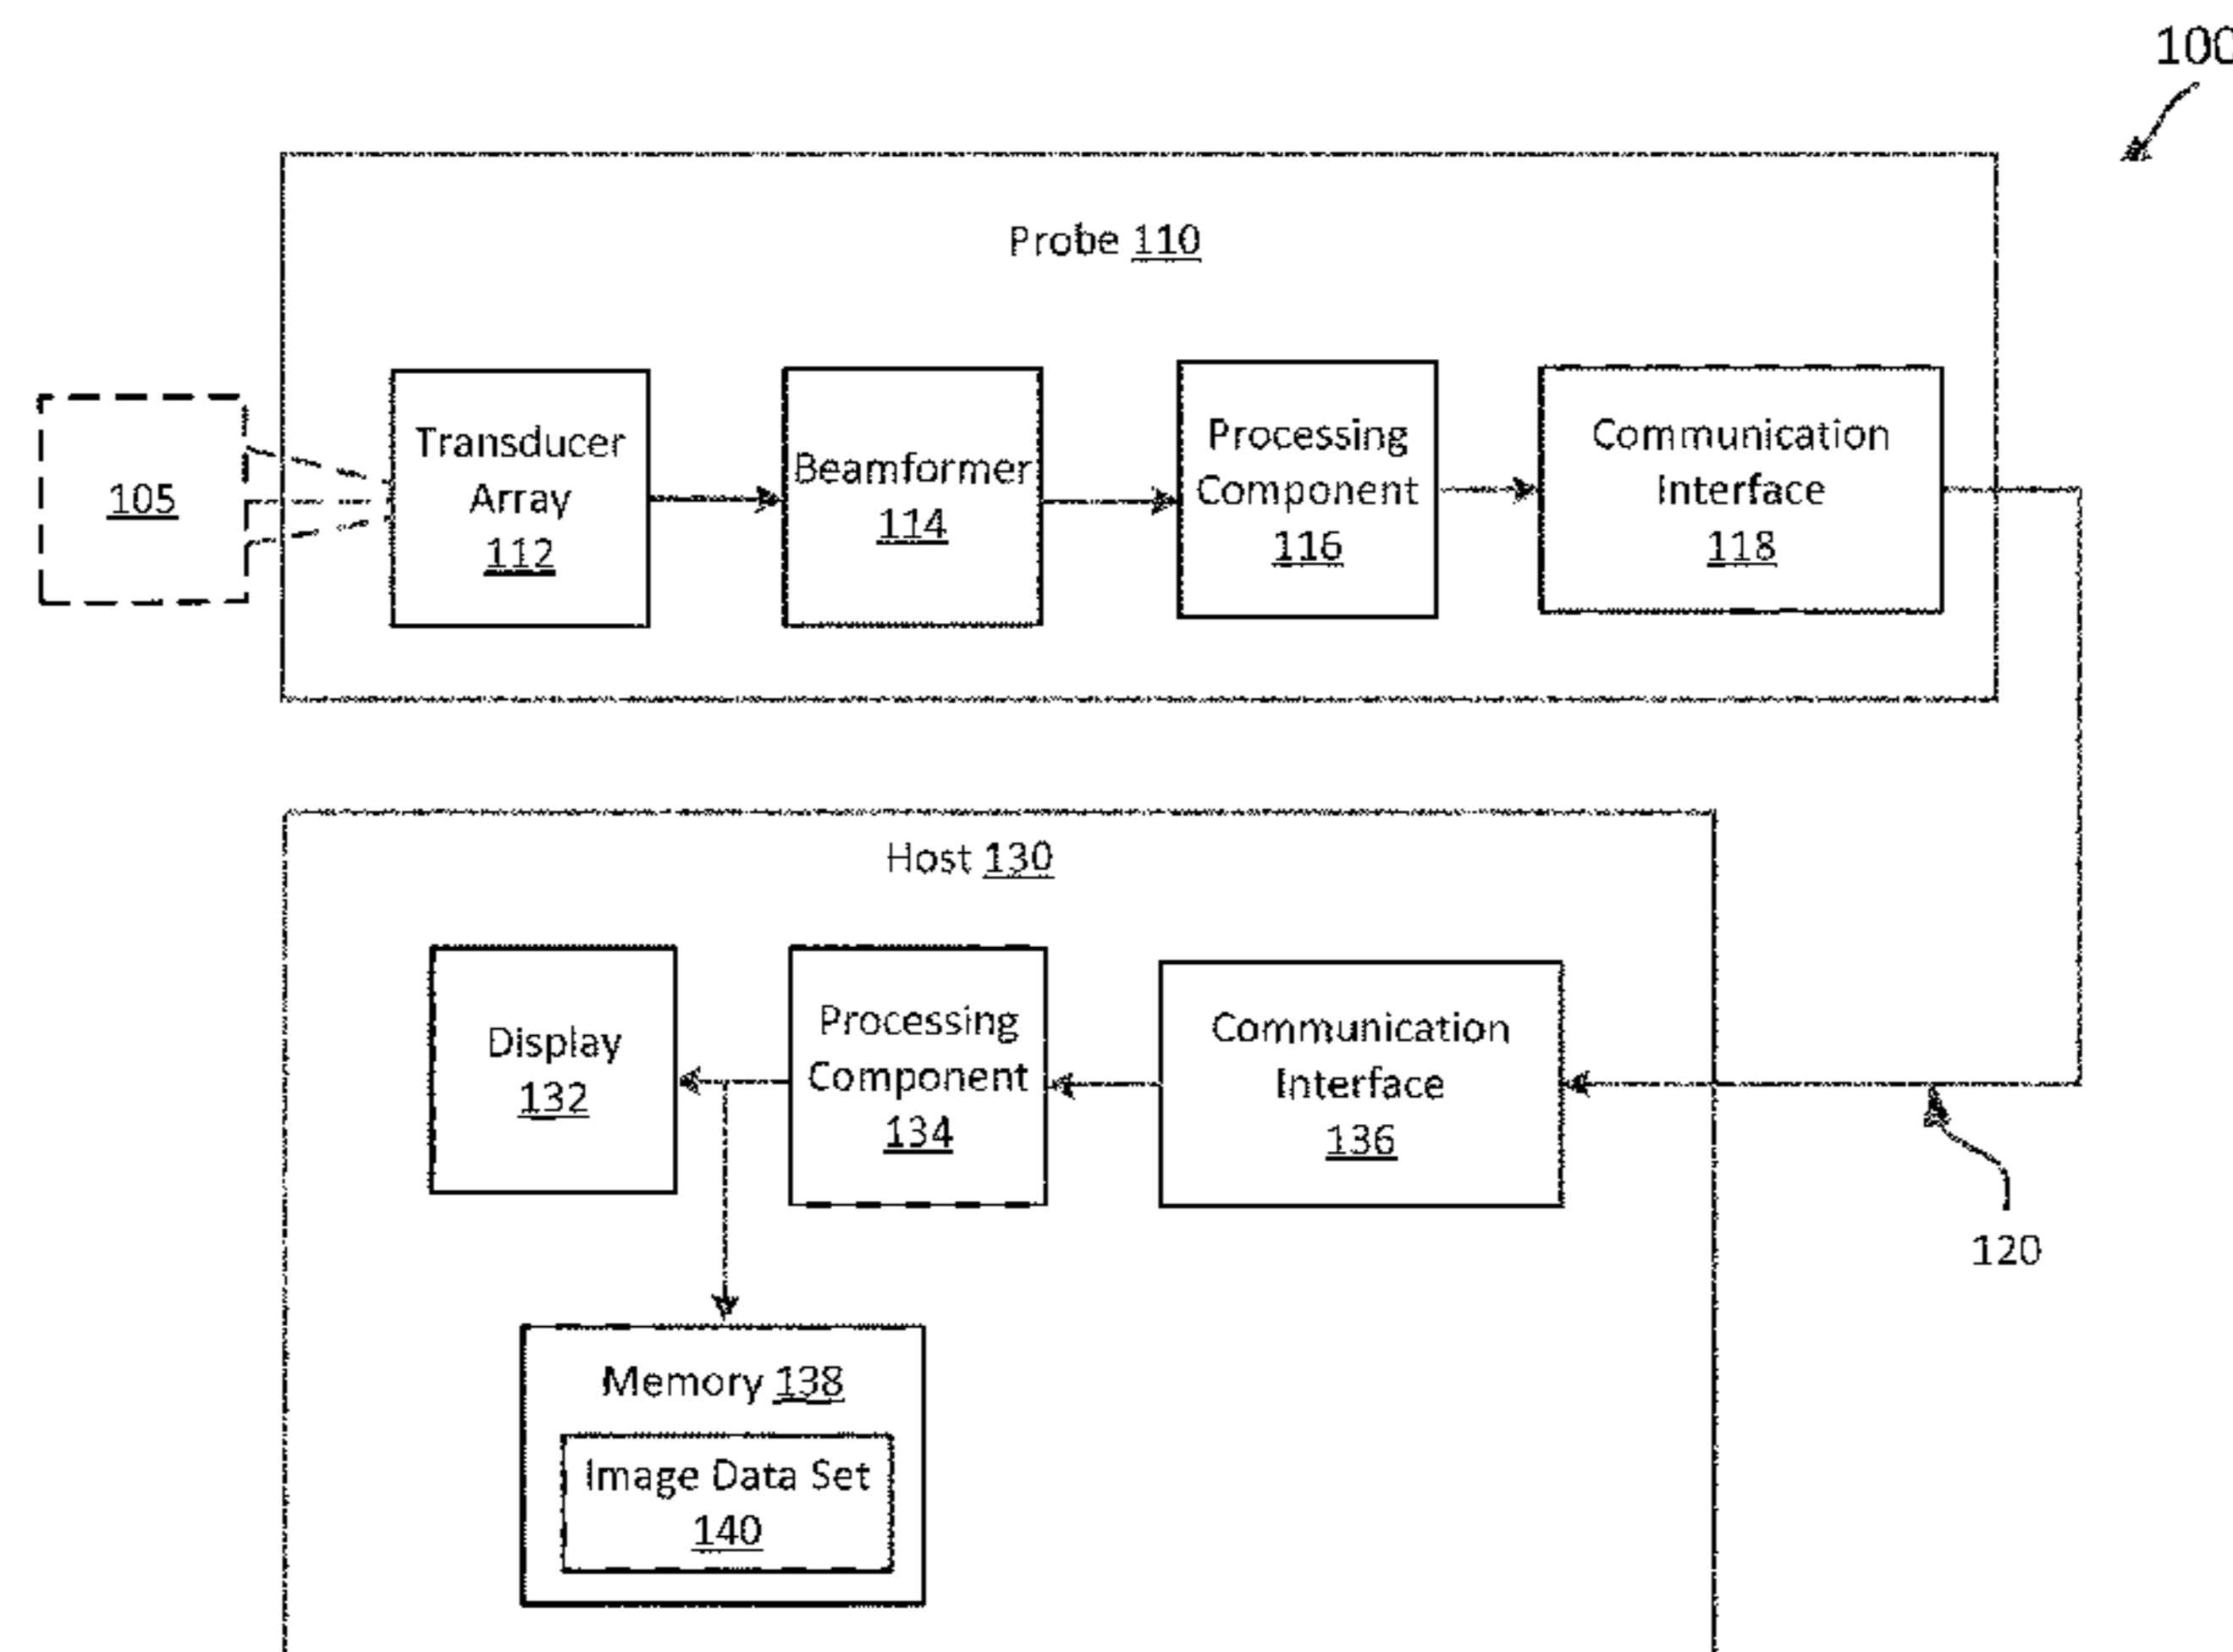 100
Probe 110
105
Transducer
Array
112
Beamformer
114
Processing
Component
116
Communication
Interface
118
Host 130
Display
132
Processing
Component
134
Communication
Interface
136
120
Memory 138
Image Data Set
140